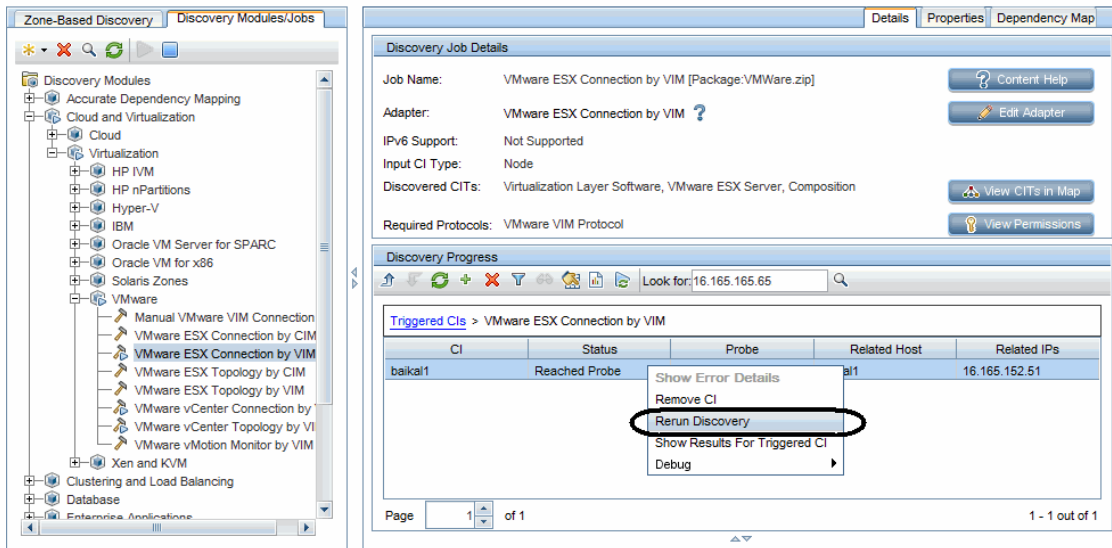 Zone-Based Discovery
Discovery Modules/Jobs
Discovery Modules
Accurate Dependency Mapping
Cloud and Virtualization
Cloud
Virtualization
HP IVM
HP nPartitions
Hyper-V
IBM
Oracle VM Server for SPARC
Oracle VM for x86
Solaris Zones
VMware
Manual VMware VIM Connection
VMware ESX Connection by CIM
VMware ESX Connection by VIM
VMware ESX Topology by CIM
VMware ESX Topology by VIM
VMware vCenter Connection by
VMware vCenter Topology by VI
VMware vMotion Monitor by VIM
Xen and KVM
Clustering and Load Balancing
Database
Enterprise Applications
Details Properties Dependency Map
Discovery Job Details
Job Name: VMware ESX Connection by VIM [Package:VMWare.zip]
Content Help
Adapter: VMware ESX Connection by VIM
Edit Adapter
IPv6 Support: Not Supported
Input CI Type: Node
Discovered CITs: Virtualization Layer Software, VMware ESX Server, Composition
View CITs in Map
Required Protocols: VMware VIM Protocol
View Permissions
Discovery Progress
Look for: 16.165.165.65
Triggered CIs > VMware ESX Connection by VIM
CI Status Probe Related Host Related IPs
baikal1 Reached Probe al1 16.165.152.51
Show Error Details
Remove CI
Rerun Discovery
Show Results For Triggered CI
Debug
Page 1 of 1
1 - 1 out of 1